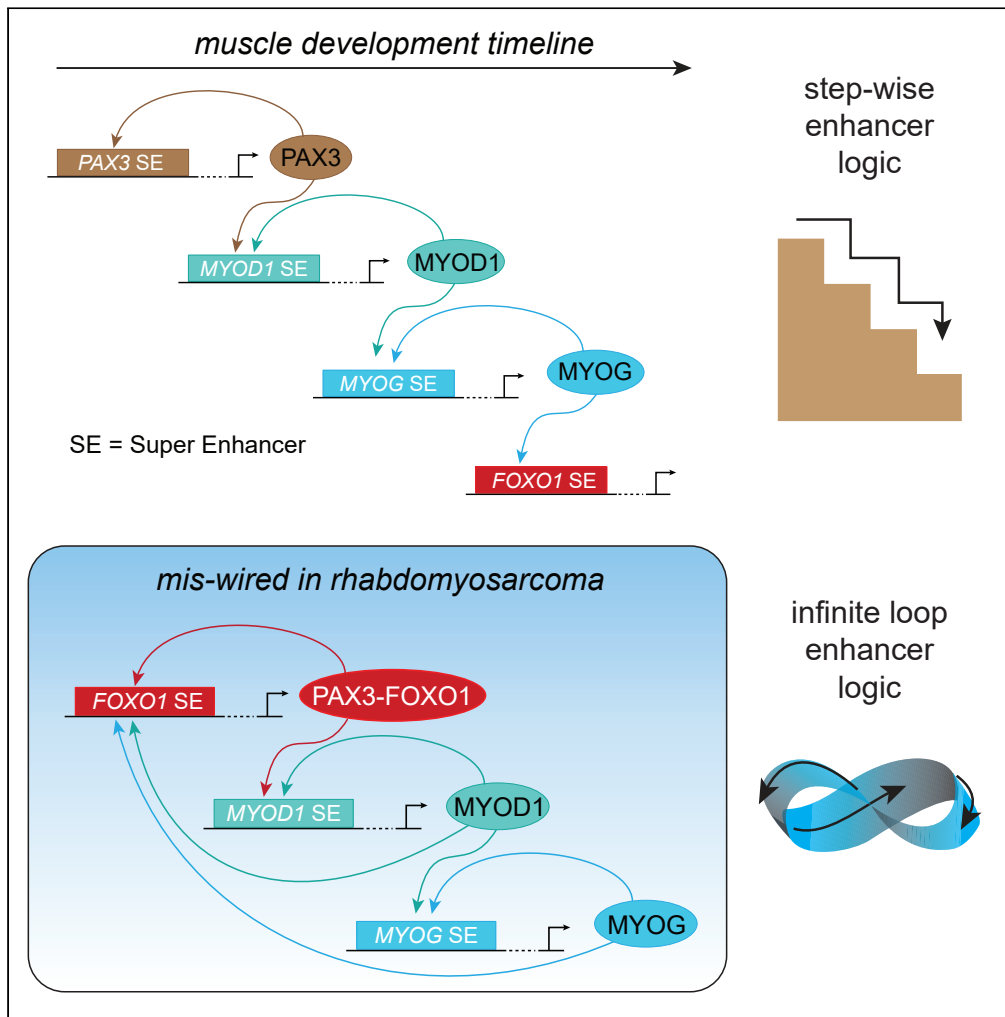 muscle development timeline
step-wise
enhancer
logic
PAX3 SE
PAX3
MYOD1 SE
MYOD1
MYOG SE
MYOG
SE = Super Enhancer
FOXO1 SE
mis-wired in rhabdomyosarcoma
infinite loop
enhancer
logic
FOXO1 SE
PAX3-FOXO1
MYOD1 SE
MYOD1
MYOG SE
MYOG